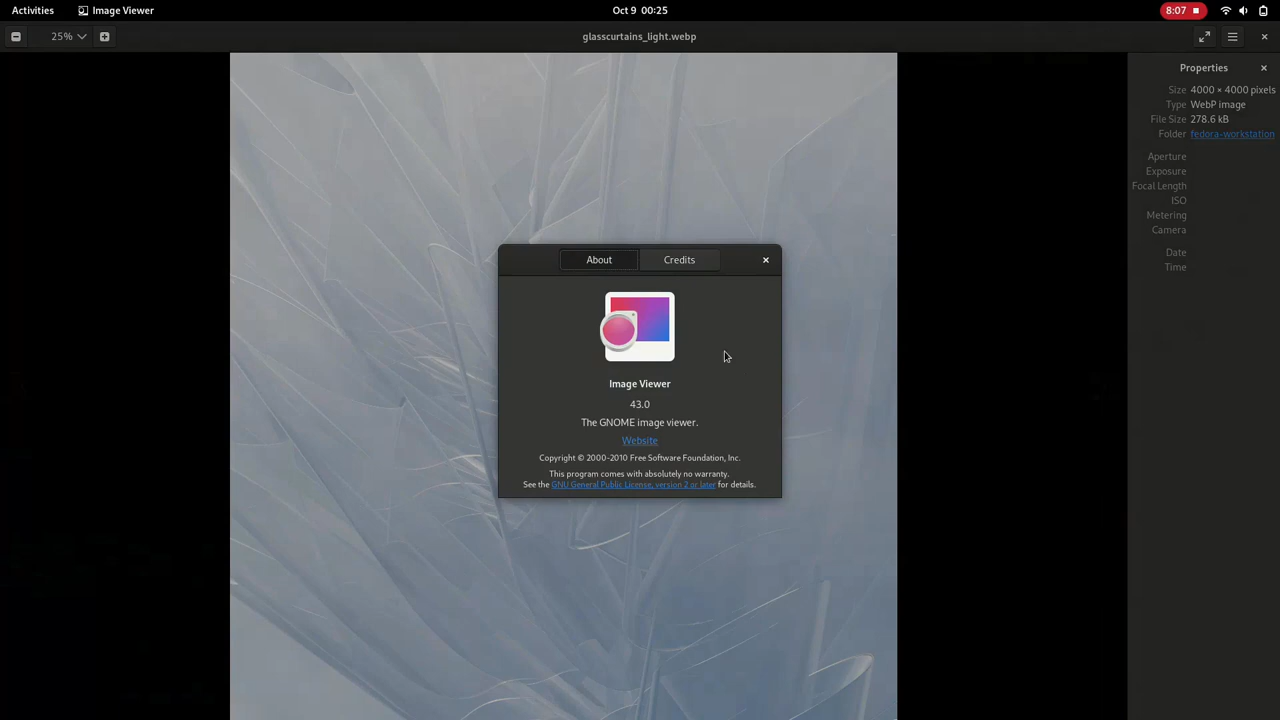 Activities Image Viewer Oct 9 00:25 8:07
25% glasscurtains_light.webp
Properties
Size 4000 × 4000 pixels
Type WebP image
File Size 278.6 kB
Folder fedora-workstation
Aperture
Exposure
Focal Length
ISO
Metering
Camera
Date
Time
About Credits
Image Viewer
43.0
The GNOME image viewer.
Website
Copyright © 2000-2010 Free Software Foundation, Inc.
This program comes with absolutely no warranty.
See the GNU General Public License, version 2 or later for details.